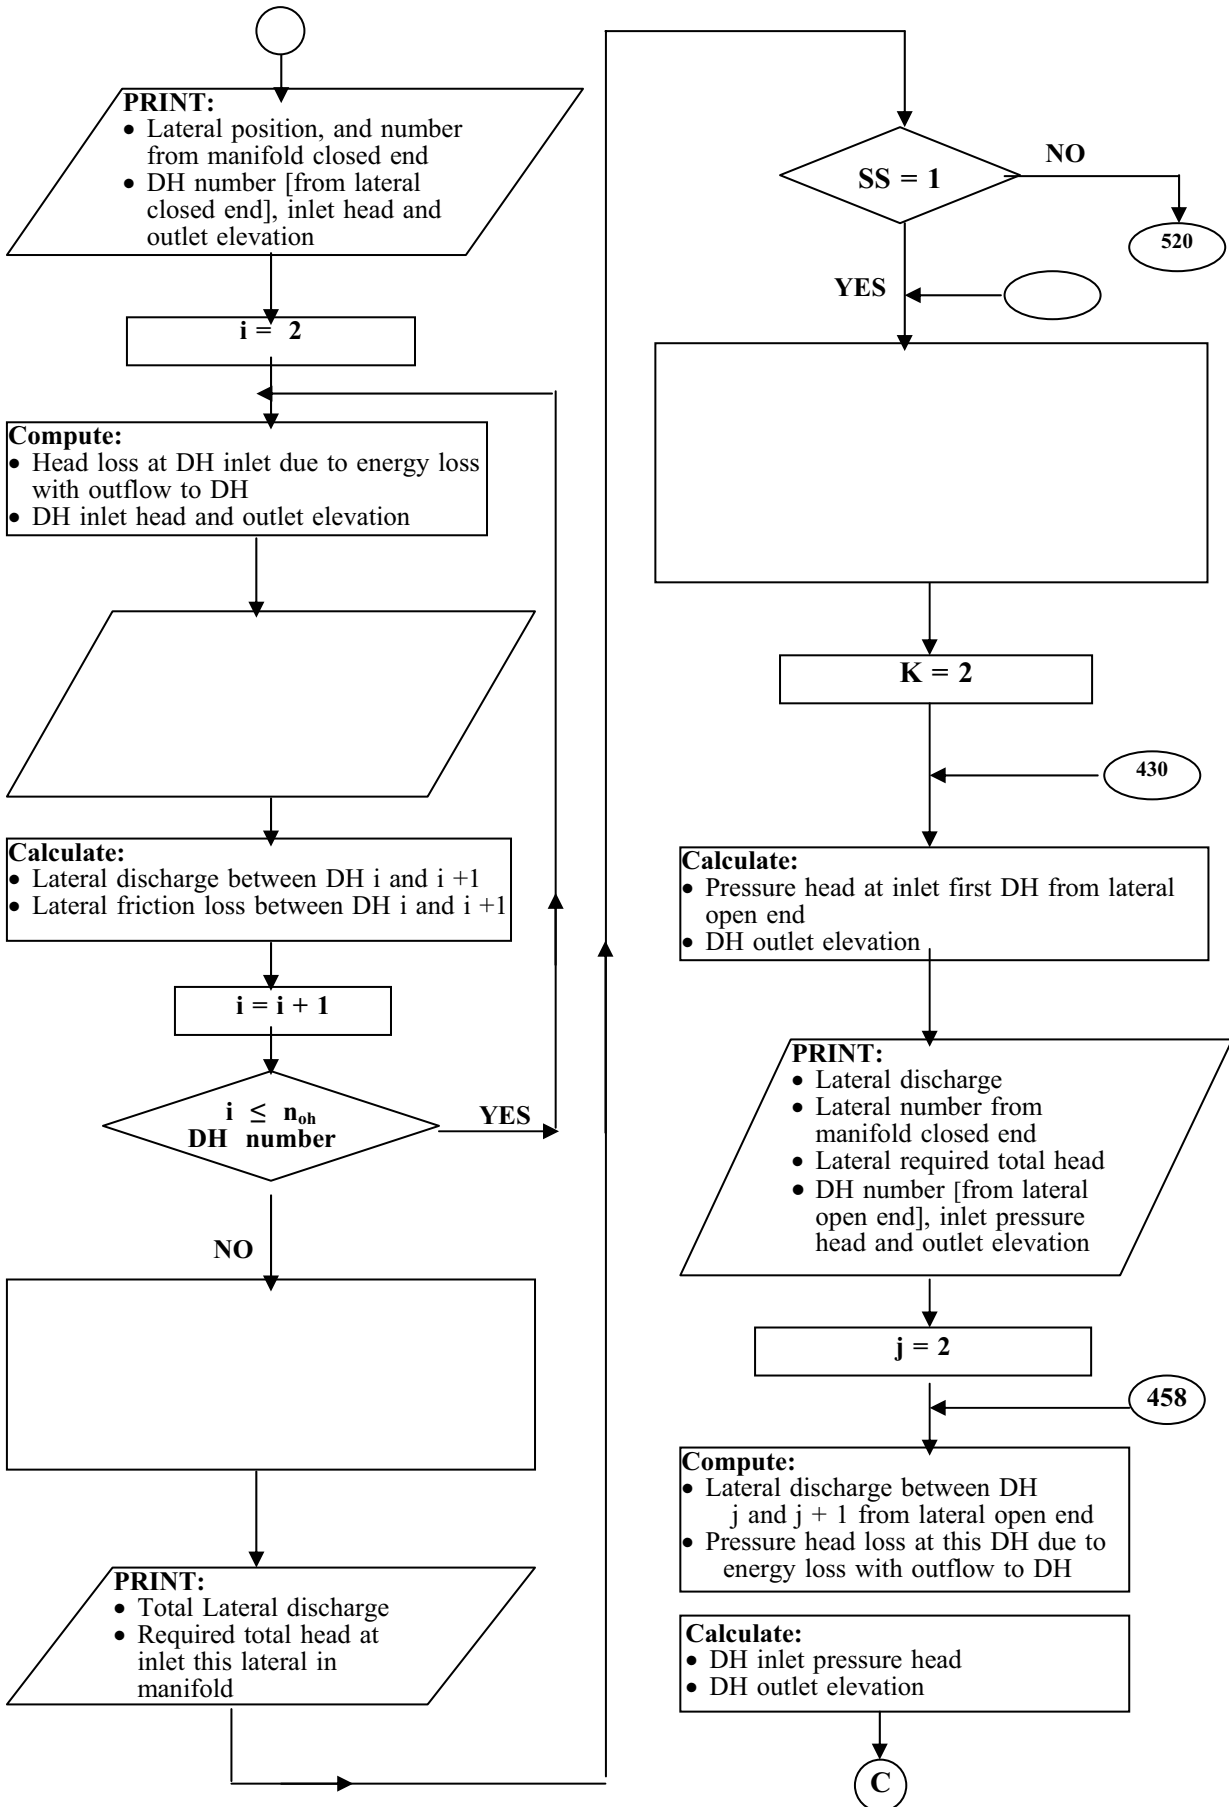 PRINT:
• Lateral position, and number
from manifold closed end
• DH number [from lateral
closed end], inlet head and
outlet elevation
i = 2
Compute:
• Head loss at DH inlet due to energy loss
with outflow to DH
• DH inlet head and outlet elevation
Calculate:
• Lateral discharge between DH i and i +1
• Lateral friction loss between DH i and i +1
i = i + 1
i ≤ noh
DH number
YES
NO
PRINT:
• Total Lateral discharge
• Required total head at
inlet this lateral in
manifold
SS = 1
NO
520
YES
K = 2
430
Calculate:
• Pressure head at inlet first DH from lateral
open end
• DH outlet elevation
PRINT:
• Lateral discharge
• Lateral number from
manifold closed end
• Lateral required total head
• DH number [from lateral
open end], inlet pressure
head and outlet elevation
j = 2
458
Compute:
• Lateral discharge between DH
j and j + 1 from lateral open end
• Pressure head loss at this DH due to
energy loss with outflow to DH
Calculate:
• DH inlet pressure head
• DH outlet elevation
C